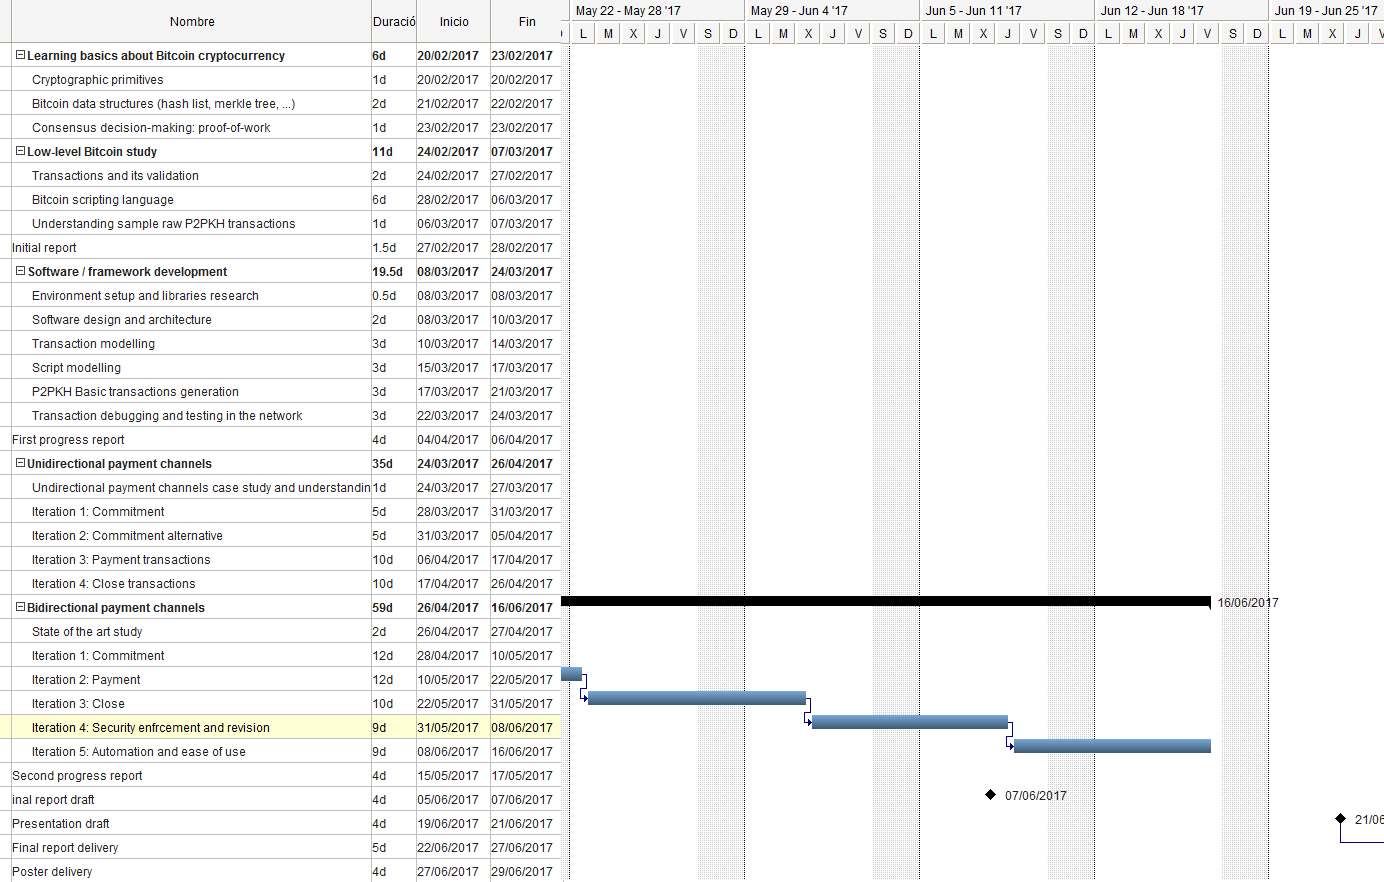 Nombre Duració Inicio Fin May 22 - May 28 '17 May 29 - Jun 4 '17 Jun 5 - Jun 11 '17 Jun 12 - Jun 18 '17 Jun 19 - Jun 25 '17
L M X J V S D L M X J V S D L M X J V S D L M X J V S D L M X J V
Learning basics about Bitcoin cryptocurrency 6d 20/02/2017 23/02/2017
Cryptographic primitives 1d 20/02/2017 20/02/2017
Bitcoin data structures (hash list, merkle tree, ...) 2d 21/02/2017 22/02/2017
Consensus decision-making: proof-of-work 1d 23/02/2017 23/02/2017
Low-level Bitcoin study 11d 24/02/2017 07/03/2017
Transactions and its validation 2d 24/02/2017 27/02/2017
Bitcoin scripting language 6d 28/02/2017 06/03/2017
Understanding sample raw P2PKH transactions 1d 06/03/2017 07/03/2017
Initial report 1.5d 27/02/2017 28/02/2017
Software / framework development 19.5d 08/03/2017 24/03/2017
Environment setup and libraries research 0.5d 08/03/2017 08/03/2017
Software design and architecture 2d 08/03/2017 10/03/2017
Transaction modelling 3d 10/03/2017 14/03/2017
Script modelling 3d 15/03/2017 17/03/2017
P2PKH Basic transactions generation 3d 17/03/2017 21/03/2017
Transaction debugging and testing in the network 3d 22/03/2017 24/03/2017
First progress report 4d 04/04/2017 06/04/2017
Unidirectional payment channels 35d 24/03/2017 26/04/2017
Undirectional payment channels case study and understandin 1d 24/03/2017 27/03/2017
Iteration 1: Commitment 5d 28/03/2017 31/03/2017
Iteration 2: Commitment alternative 5d 31/03/2017 05/04/2017
Iteration 3: Payment transactions 10d 06/04/2017 17/04/2017
Iteration 4: Close transactions 10d 17/04/2017 26/04/2017
Bidirectional payment channels 59d 26/04/2017 16/06/2017 16/06/2017
State of the art study 2d 26/04/2017 27/04/2017
Iteration 1: Commitment 12d 28/04/2017 10/05/2017
Iteration 2: Payment 12d 10/05/2017 22/05/2017
Iteration 3: Close 10d 22/05/2017 31/05/2017
Iteration 4: Security enfrcement and revision 9d 31/05/2017 08/06/2017
Iteration 5: Automation and ease of use 9d 08/06/2017 16/06/2017
Second progress report 4d 15/05/2017 17/05/2017
inal report draft 4d 05/06/2017 07/06/2017 07/06/2017
Presentation draft 4d 19/06/2017 21/06/2017 21/06
Final report delivery 5d 22/06/2017 27/06/2017
Poster delivery 4d 27/06/2017 29/06/2017